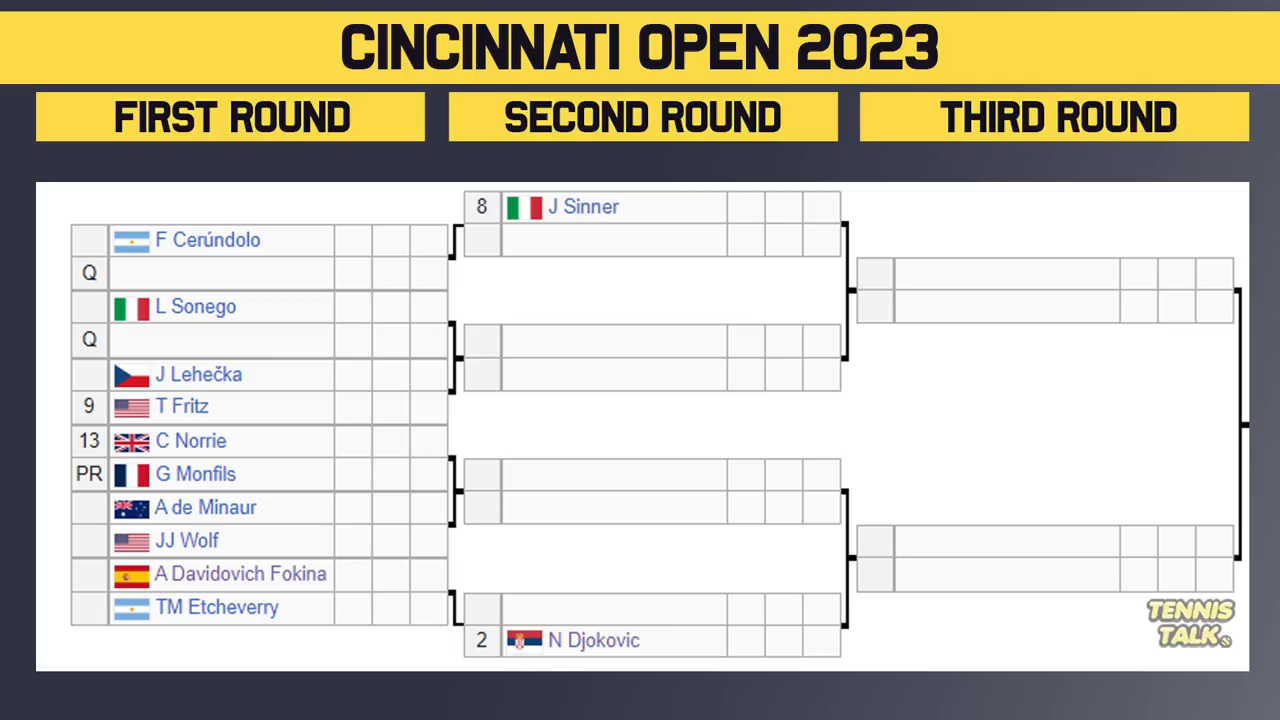 CINCINNATI OPEN 2023
FIRST ROUND
SECOND ROUND
THIRD ROUND
8 J Sinner
F Cerúndolo
Q
L Sonego
Q
J Lehečka
9 T Fritz
13 C Norrie
PR G Monfils
A de Minaur
JJ Wolf
A Davidovich Fokina
TM Etcheverry
2 N Djokovic
TENNIS
TALK